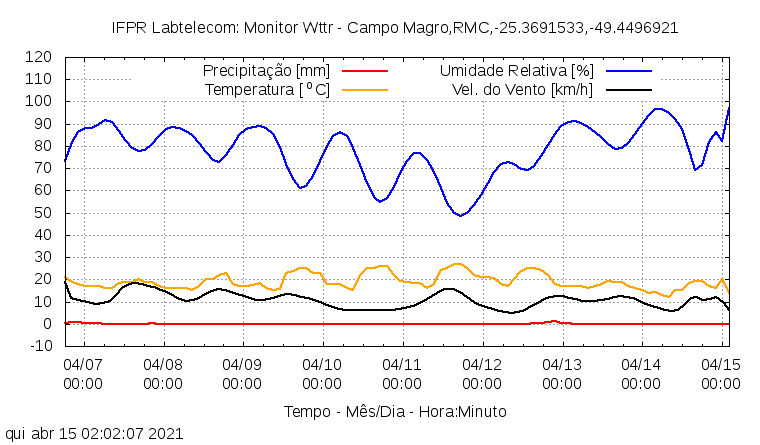 IFPR Labtelecom: Monitor Wttr - Campo Magro,RMC,-25.3691533,-49.4496921
Precipitação [mm]
Umidade Relativa [%]
Temperatura [⁰C]
Vel. do Vento [km/h]
120
110
100
90
80
70
60
50
40
30
20
10
0
-10
04/07 04/08 04/09 04/10 04/11 04/12 04/13 04/14 04/15
00:00 00:00 00:00 00:00 00:00 00:00 00:00 00:00 00:00
Tempo - Mês/Dia - Hora:Minuto
qui abr 15 02:02:07 2021